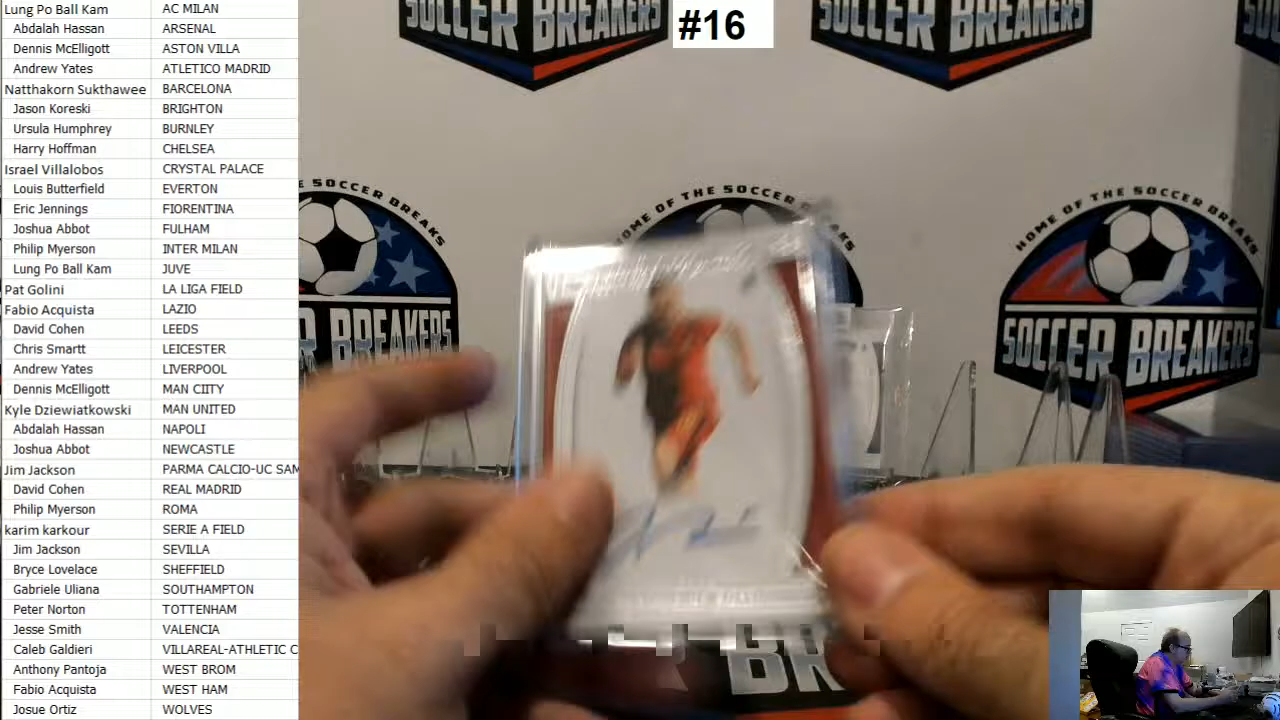 Lung Po Ball Kam AC MILAN
Abdalah Hassan ARSENAL
Dennis McElligott ASTON VILLA
Andrew Yates ATLETICO MADRID
Natthakorn Sukthawee BARCELONA
Jason Koreski BRIGHTON
Ursula Humphrey BURNLEY
Harry Hoffman CHELSEA
Israel Villalobos CRYSTAL PALACE
Louis Butterfield EVERTON
Eric Jennings FIORENTINA
Joshua Abbot FULHAM
Philip Myerson INTER MILAN
Lung Po Ball Kam JUVE
Pat Golini LA LIGA FIELD
Fabio Acquista LAZIO
David Cohen LEEDS
Chris Smartt LEICESTER
Andrew Yates LIVERPOOL
Dennis McElligott MAN CIITY
Kyle Dziewiatkowski MAN UNITED
Abdalah Hassan NAPOLI
Joshua Abbot NEWCASTLE
Jim Jackson PARMA CALCIO-UC SAM
David Cohen REAL MADRID
Philip Myerson ROMA
karim karkour SERIE A FIELD
Jim Jackson SEVILLA
Bryce Lovelace SHEFFIELD
Gabriele Uliana SOUTHAMPTON
Peter Norton TOTTENHAM
Jesse Smith VALENCIA
Caleb Galdieri VILLAREAL-ATHLETIC C
Anthony Pantoja WEST BROM
Fabio Acquista WEST HAM
Josue Ortiz WOLVES
#16
SOCCER BREAKERS
SOCCER BREAKERS
THE SOCCER BREAKS
BREAKERS
HOME OF THE SOCCER
HOME OF THE SOCCER BREAKS
SOCCER BREAKERS